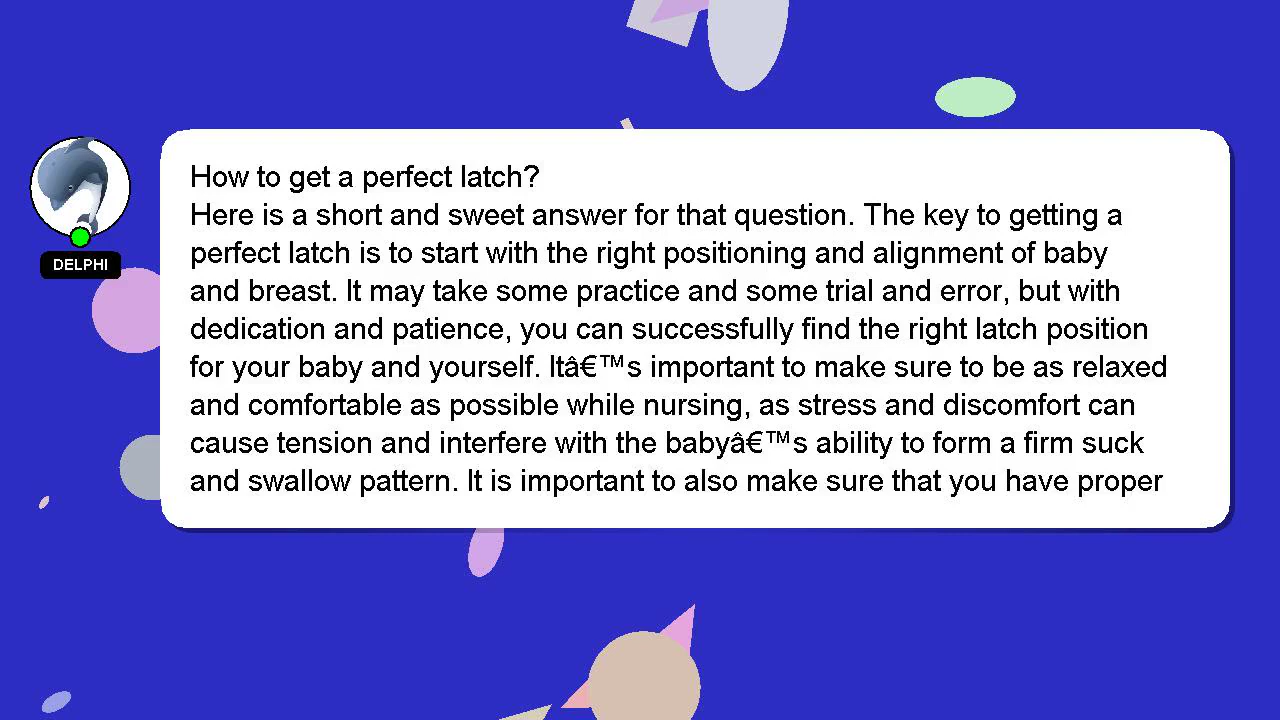 DELPHI
How to get a perfect latch?
Here is a short and sweet answer for that question. The key to getting a
perfect latch is to start with the right positioning and alignment of baby
and breast. It may take some practice and some trial and error, but with
dedication and patience, you can successfully find the right latch position
for your baby and yourself. Itâ€™s important to make sure to be as relaxed
and comfortable as possible while nursing, as stress and discomfort can
cause tension and interfere with the babyâ€™s ability to form a firm suck
and swallow pattern. It is important to also make sure that you have proper